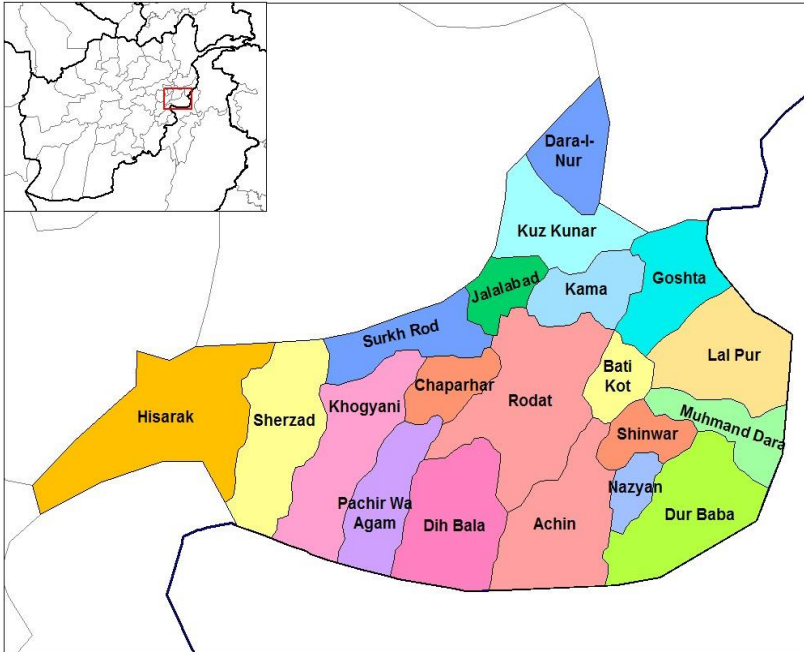 Dara-I-
Nur
Kuz Kunar
Goshta
Jalalabad
Kama
Surkh Rod
Lal Pur
Bati
Kot
Chaparhar
Rodat
Khogyani
Hisarak
Sherzad
Muhmand Dara
Shinwar
Nazyan
Pachir Wa
Agam
Dih Bala
Achin
Dur Baba